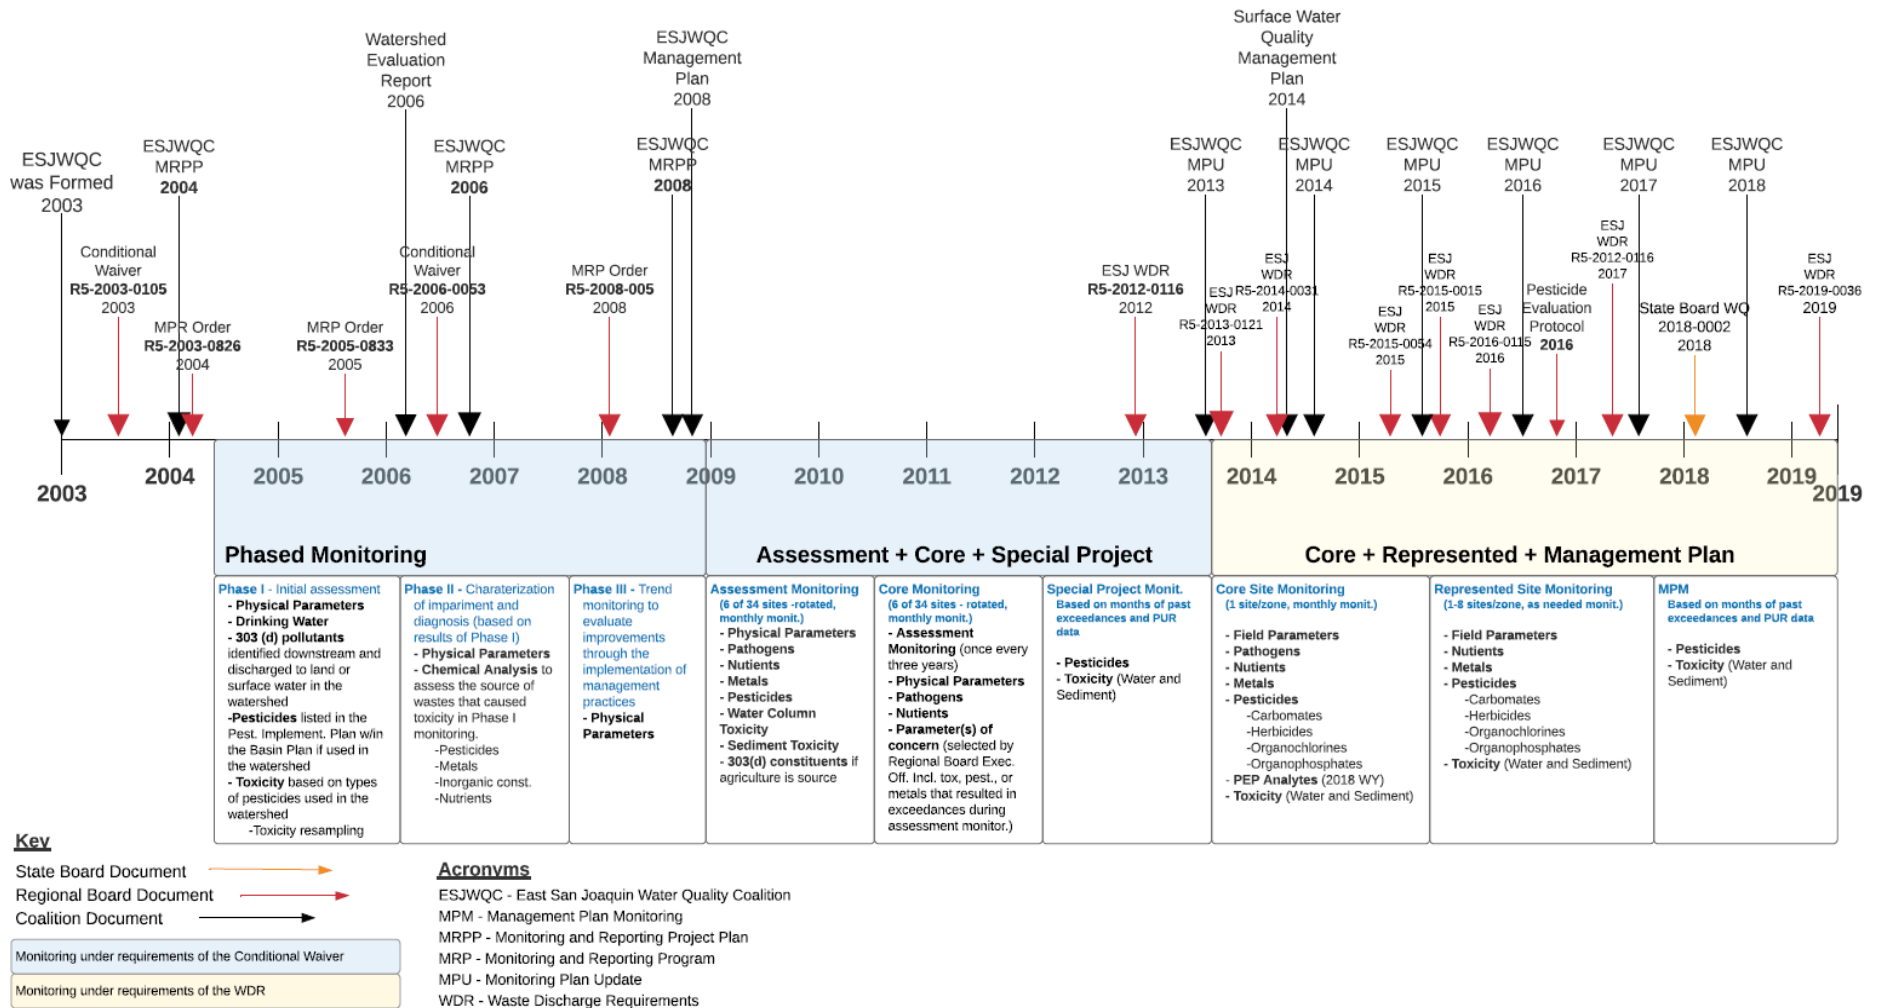 Surface Water
Quality
Management
Plan
2014
Watershed
Evaluation
Report
2006
ESJWQC
Management
Plan
2008
ESJWQC
was Formed
2003
ESJWQC
MRPP
2004
ESJWQC
MRPP
2006
ESJWQC
MRPP
2008
ESJWQC
MPU
2013
ESJWQC
MPU
2014
ESJWQC
MPU
2015
ESJWQC
MPU
2016
ESJWQC
MPU
2017
ESJWQC
MPU
2018
Conditional
Waiver
R5-2003-0105
2003
MPR Order
R5-2003-0826
2004
MRP Order
R5-2005-0833
2005
Conditional
Waiver
R5-2006-0053
2006
MRP Order
R5-2008-005
2008
ESJ WDR
R5-2012-0116
2012
ESJ
WDR
R5-2013-0121
2013
ESJ
WDR
R5-2014-0031
2014
ESJ
WDR
R5-2015-0054
2015
ESJ
WDR
R5-2015-0015
2015
ESJ
WDR
R5-2016-0115
2016
Pesticide
Evaluation
Protocol
2016
ESJ
WDR
R5-2012-0116
2017
State Board WQ
2018-0002
2018
ESJ
WDR
R5-2019-0036
2019
2003
2004
2005
2006
2007
2008
2009
2010
2011
2012
2013
2014
2015
2016
2017
2018
2019
2019
Phased Monitoring
Assessment + Core + Special Project
Core + Represented + Management Plan
Phase I - Initial assessment
- Physical Parameters
- Drinking Water
- 303 (d) pollutants
identified downstream and
discharged to land or
surface water in the
watershed
-Pesticides listed in the
Pest. Implement. Plan w/in
the Basin Plan if used in
the watershed
- Toxicity based on types
of pesticides used in the
watershed
-Toxicity resampling
Phase II - Charaterization
of impariment and
diagnosis (based on
results of Phase I)
- Physical Parameters
- Chemical Analysis to
assess the source of
wastes that caused
toxicity in Phase I
monitoring.
-Pesticides
-Metals
-Inorganic const.
-Nutrients
Phase III - Trend
monitoring to
evaluate
improvements
through the
implementation of
management
practices
- Physical
Parameters
Assessment Monitoring
(6 of 34 sites -rotated,
monthly monit.)
- Physical Parameters
- Pathogens
- Nutrients
- Metals
- Pesticides
- Water Column
Toxicity
- Sediment Toxicity
- 303(d) constituents if
agriculture is source
Core Monitoring
(6 of 34 sites - rotated,
monthly monit.)
- Assessment
Monitoring (once every
three years)
- Physical Parameters
- Pathogens
- Nutrients
- Parameter(s) of
concern (selected by
Regional Board Exec.
Off. Incl. tox, pest., or
metals that resulted in
exceedances during
assessment monitor.)
Special Project Monit.
Based on months of past
exceedances and PUR
data
- Pesticides
- Toxicity (Water and
Sediment)
Core Site Monitoring
(1 site/zone, monthly monit.)
- Field Parameters
- Pathogens
- Nutrients
- Metals
- Pesticides
-Carbomates
-Herbicides
-Organochlorines
-Organophosphates
- PEP Analytes (2018 WY)
- Toxicity (Water and Sediment)
Represented Site Monitoring
(1-8 sites/zone, as needed monit.)
- Field Parameters
- Nutrients
- Metals
- Pesticides
-Carbomates
-Herbicides
-Organochlorines
-Organophosphates
- Toxicity (Water and Sediment)
MPM
Based on months of past
exceedances and PUR data
- Pesticides
- Toxicity (Water and
Sediment)
Key
State Board Document
Regional Board Document
Coalition Document
Monitoring under requirements of the Conditional Waiver
Monitoring under requirements of the WDR
Acronyms
ESJWQC - East San Joaquin Water Quality Coalition
MPM - Management Plan Monitoring
MRPP - Monitoring and Reporting Project Plan
MRP - Monitoring and Reporting Program
MPU - Monitoring Plan Update
WDR - Waste Discharge Requirements